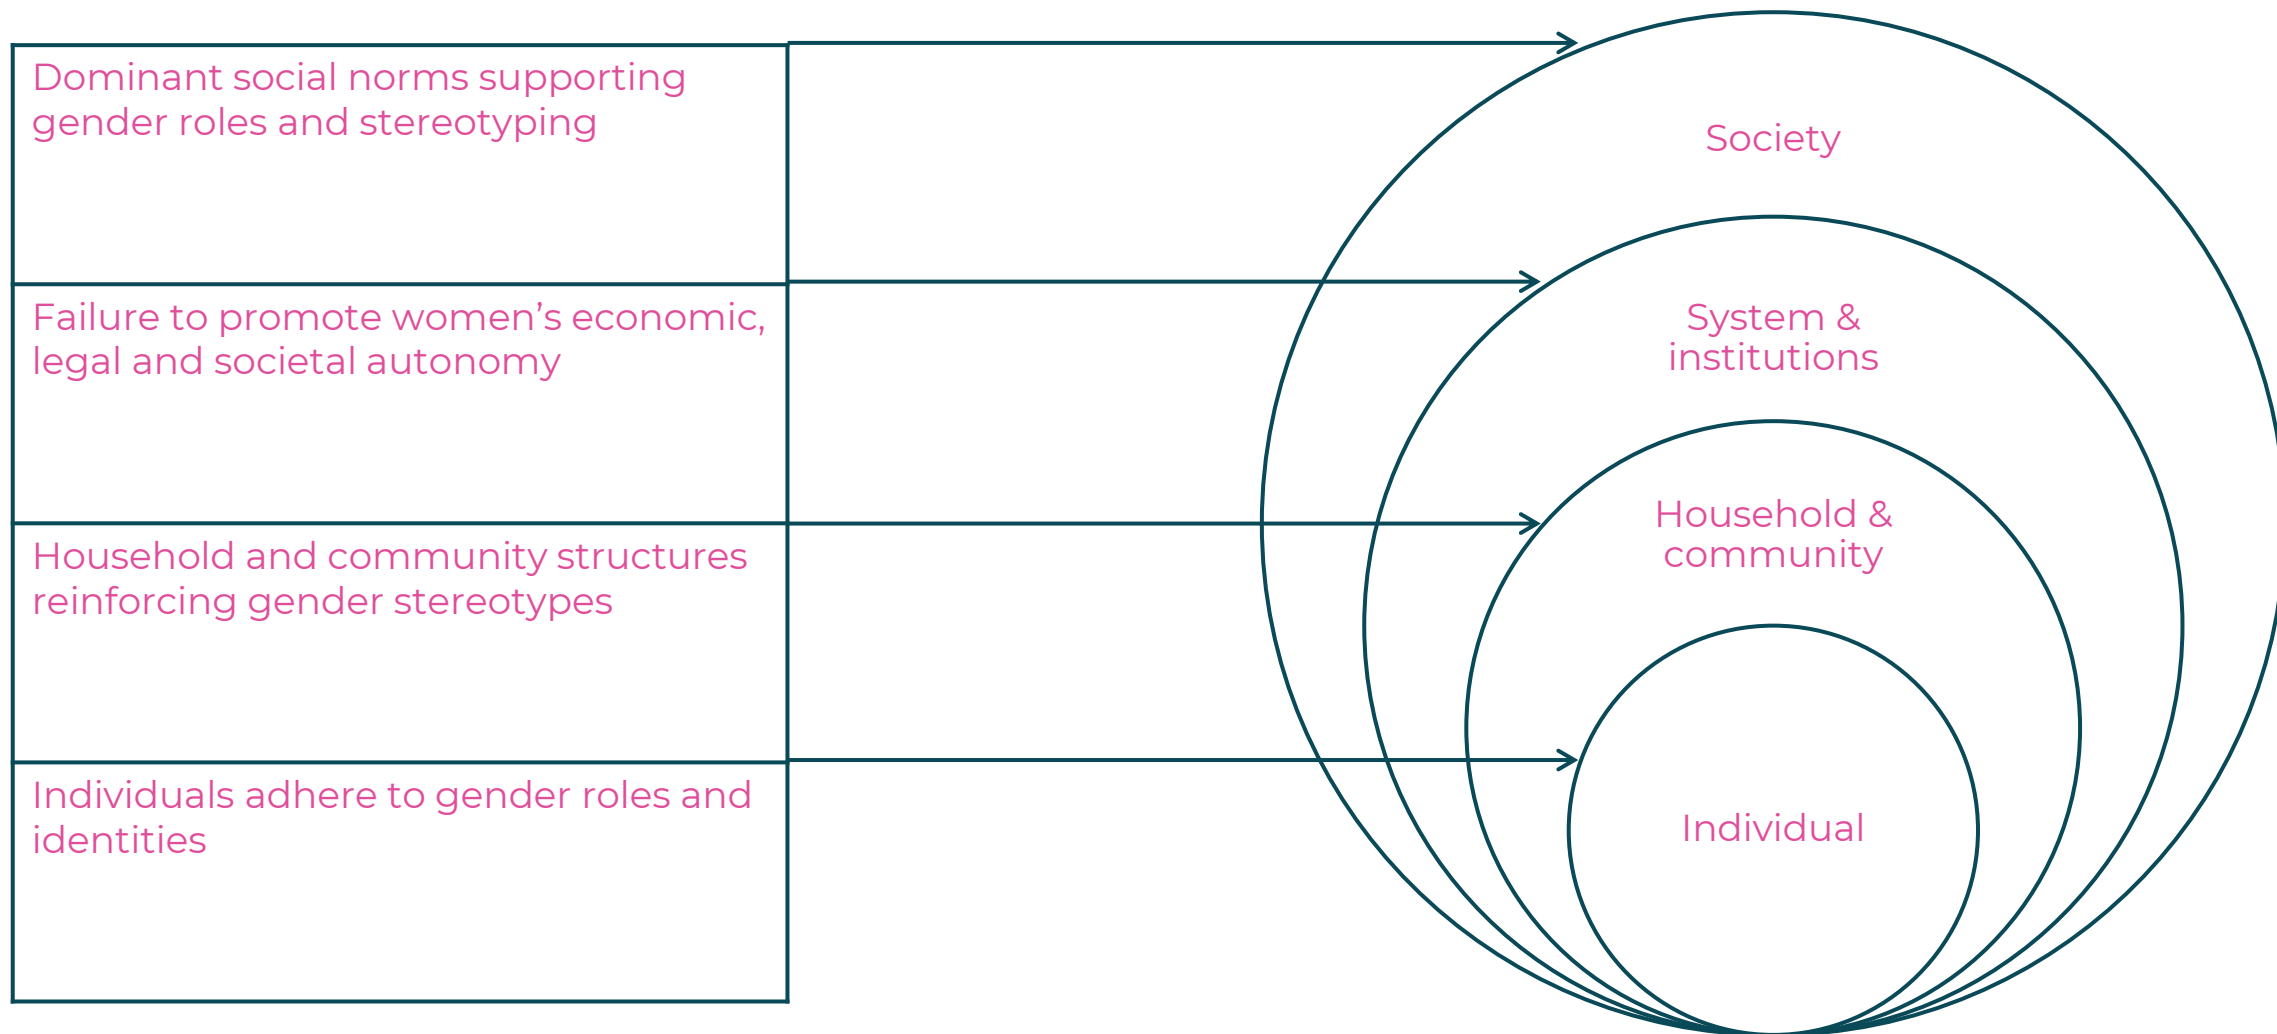 Dominant social norms supporting
gender roles and stereotyping
Failure to promote women’s economic,
legal and societal autonomy
Household and community structures
reinforcing gender stereotypes
Individuals adhere to gender roles and
identities
Society
System &
institutions
Household &
community
Individual